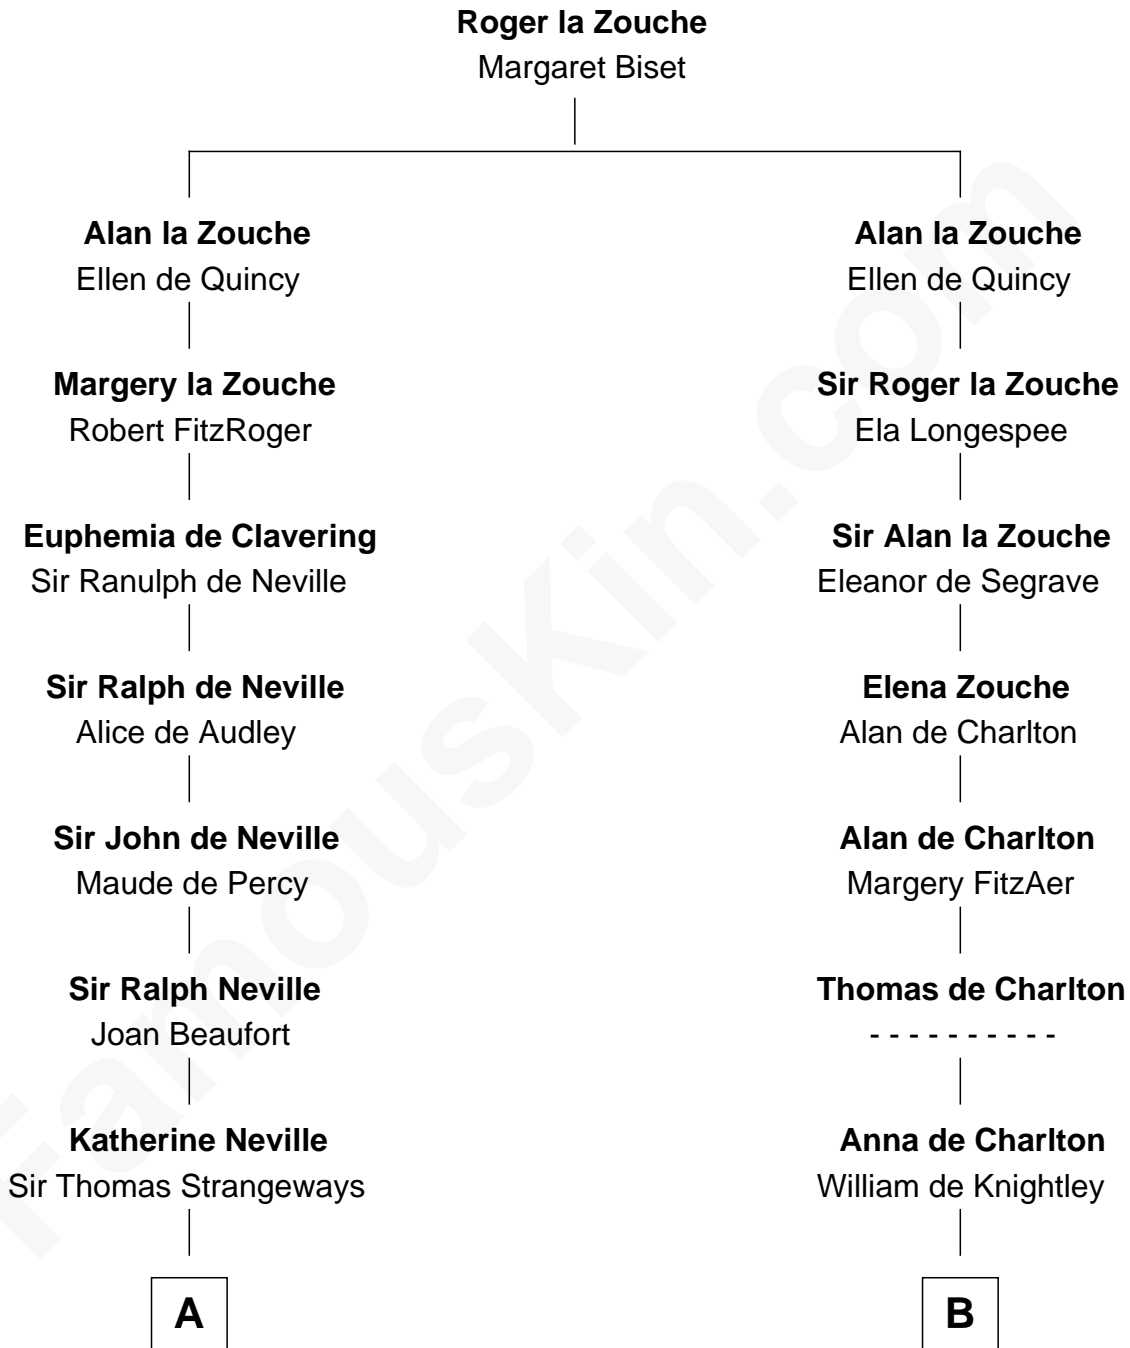 Roger la Zouche
Margaret Biset
Alan la Zouche
Ellen de Quincy
Margery la Zouche
Robert FitzRoger
Euphemia de Clavering
Sir Ranulph de Neville
Sir Ralph de Neville
Alice de Audley
Sir John de Neville
Maude de Percy
Sir Ralph Neville
Joan Beaufort
Katherine Neville
Sir Thomas Strangeways
A
Alan la Zouche
Ellen de Quincy
Sir Roger la Zouche
Ela Longespee
Sir Alan la Zouche
Eleanor de Segrave
Elena Zouche
Alan de Charlton
Alan de Charlton
Margery FitzAer
Thomas de Charlton
- - - - - - - - - -
Anna de Charlton
William de Knightley
B
FamousKin.com